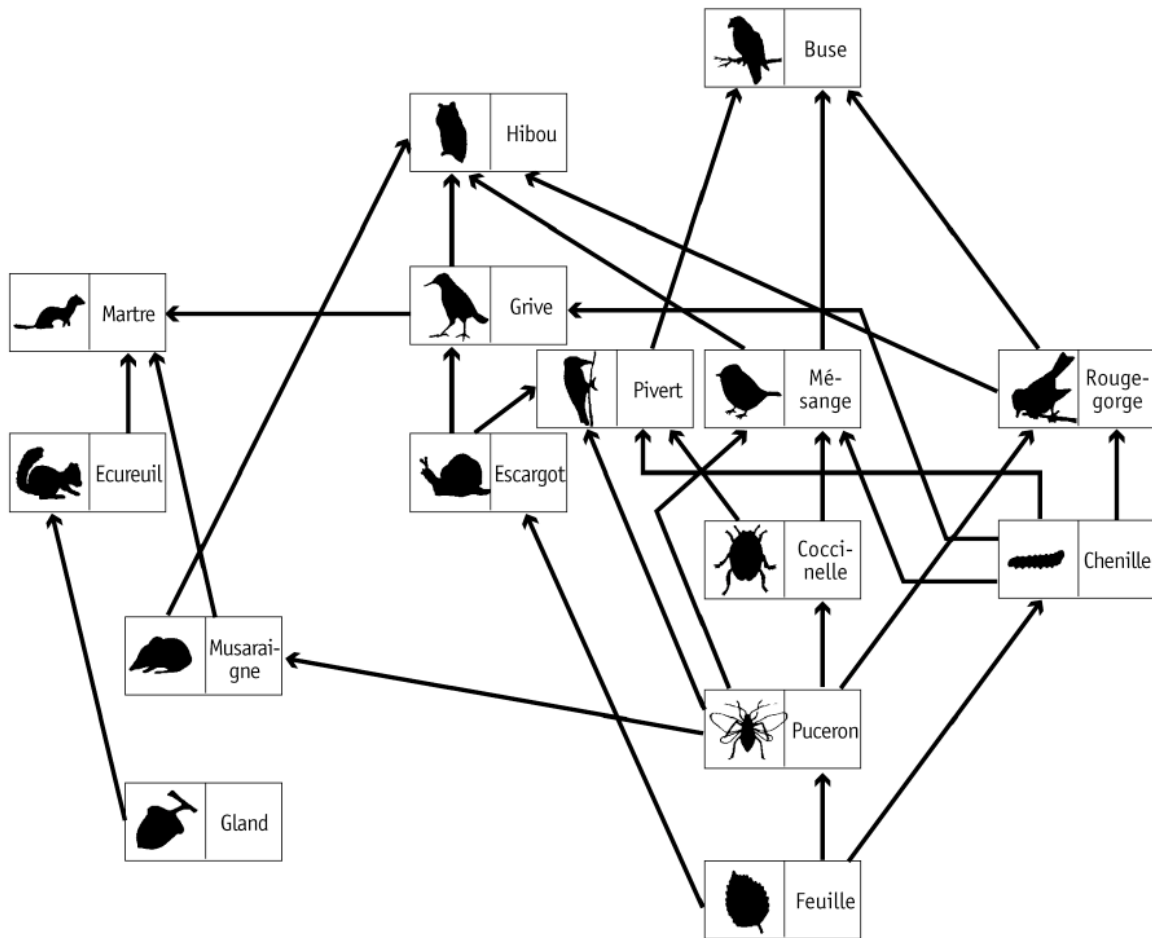 Buse
Hibou
Martre
Grive
Pivert
Mé-
sange
Rouge-
gorge
Ecureuil
Escargot
Cocci-
nelle
Chenille
Musarai-
gne
Puceron
Gland
Feuille